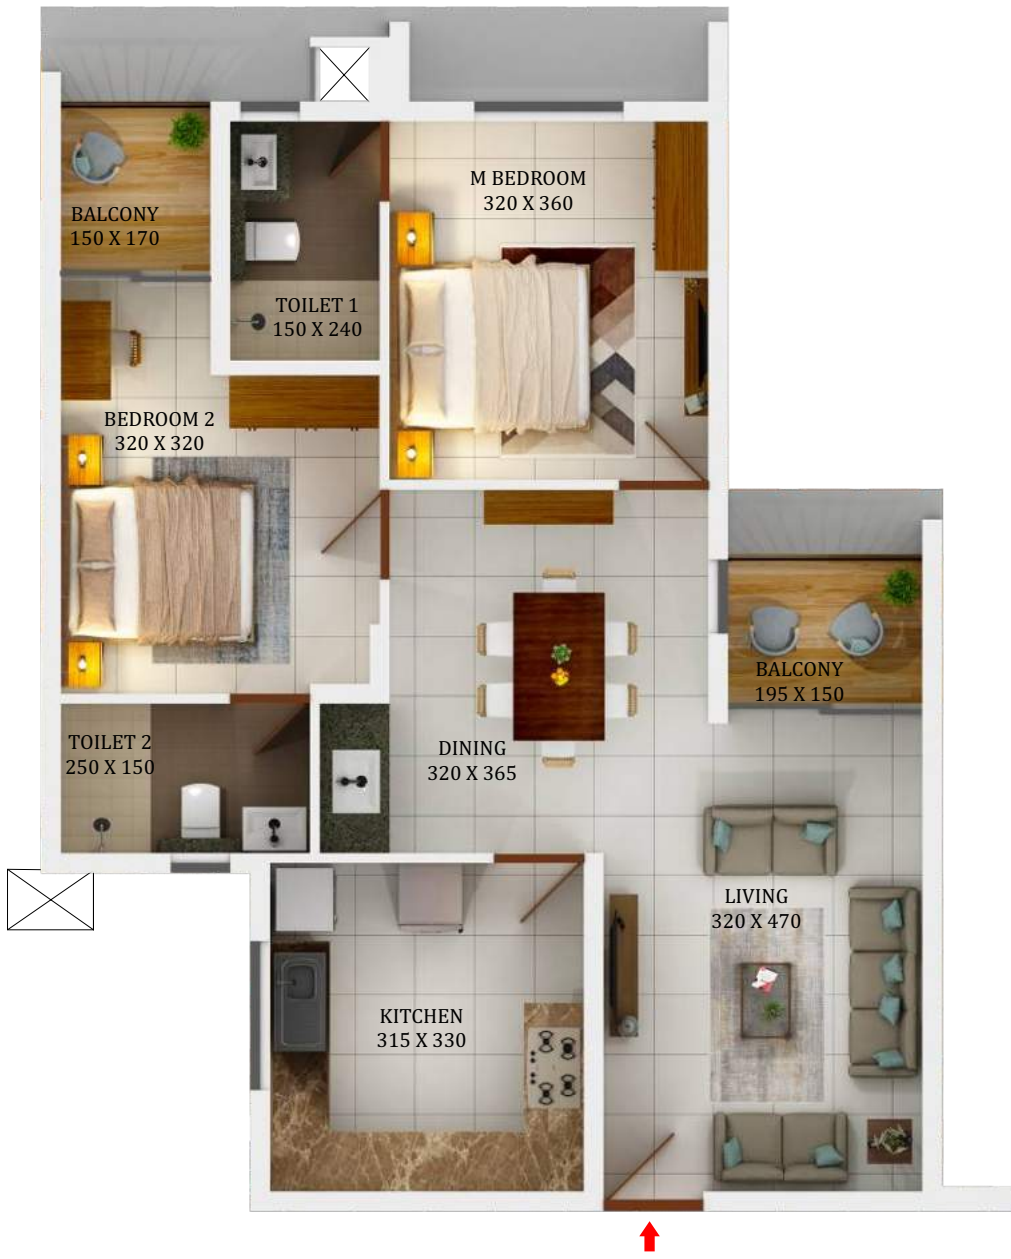 M BEDROOM
320 X 360
BALCONY
150 X 170
TOILET 1
150 X 240
BEDROOM 2
320 X 320
BALCONY
195 X 150
TOILET 2
250 X 150
DINING
320 X 365
LIVING
320 X 470
KITCHEN
315 X 330